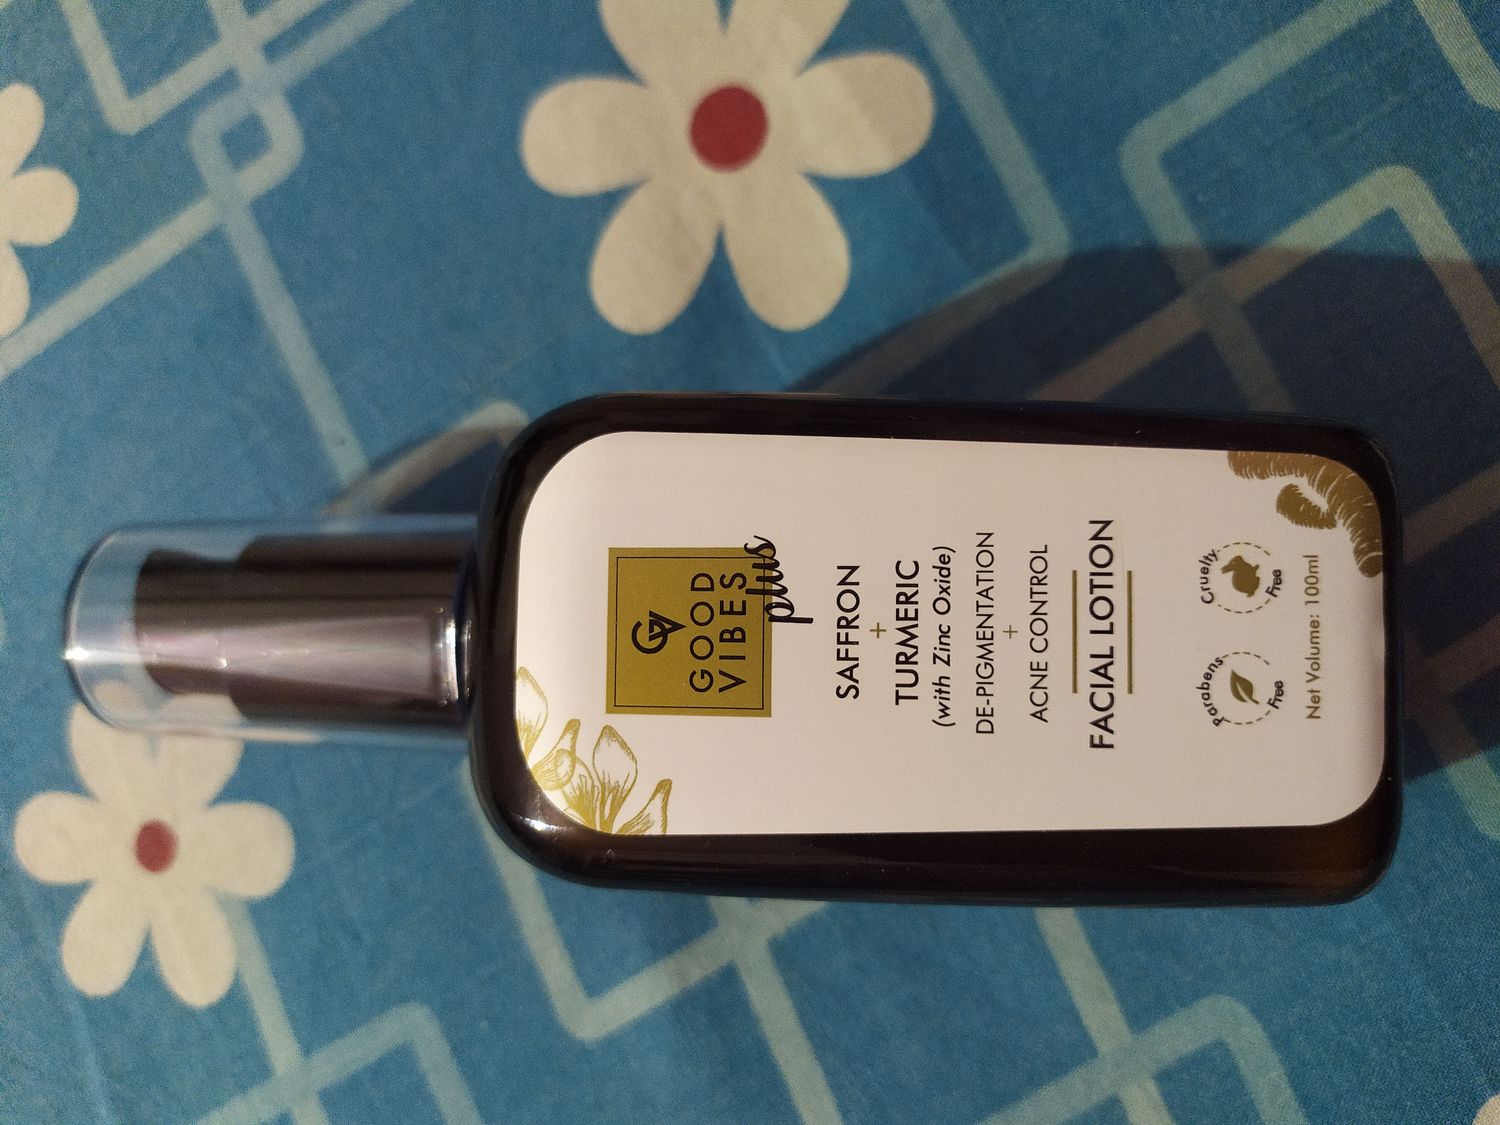 GV
GOOD
VIBES
plus
SAFFRON
+
TURMERIC
(with Zinc Oxide)
DE-PIGMENTATION
+
ACNE CONTROL
FACIAL LOTION
Parabens
Free
Cruelty
Free
Net Volume: 100ml